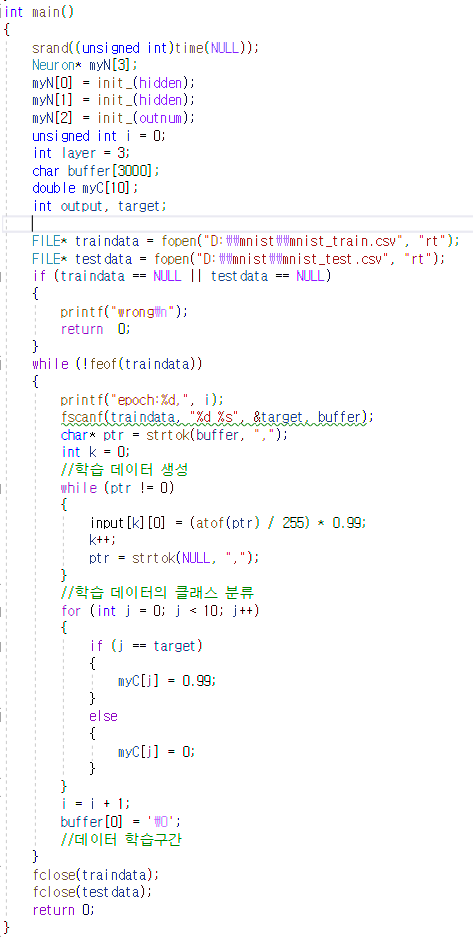 int main()
{
    srand((unsigned int)time(NULL));
    Neuron* myN[3];
    myN[0] = init_(hidden);
    myN[1] = init_(hidden);
    myN[2] = init_(outnum);
    unsigned int i = 0;
    int layer = 3;
    char buffer[3000];
    double myC[10];
    int output, target;
    FILE* traindata = fopen("D:₩₩mnist₩₩mnist_train.csv", "rt");
    FILE* testdata = fopen("D:₩₩mnist₩₩mnist_test.csv", "rt");
    if (traindata == NULL || testdata == NULL)
    {
        printf("wrong₩n");
        return  0;
    }
    while (!feof(traindata))
    {
        printf("epoch:%d,", i);
        fscanf(traindata, "%d %s", &target, buffer);
        char* ptr = strtok(buffer, ",");
        int k = 0;
        //학습 데이터 생성
        while (ptr != 0)
        {
            input[k][0] = (atof(ptr) / 255) * 0.99;
            k++;
            ptr = strtok(NULL, ",");
        }
        //학습 데이터의 클래스 분류
        for (int j = 0; j < 10; j++)
        {
            if (j == target)
            {
                myC[j] = 0.99;
            }
            else
            {
                myC[j] = 0;
            }
        }
        i = i + 1;
        buffer[0] = '₩0';
        //데이터 학습구간
    }
    fclose(traindata);
    fclose(testdata);
    return 0;
}